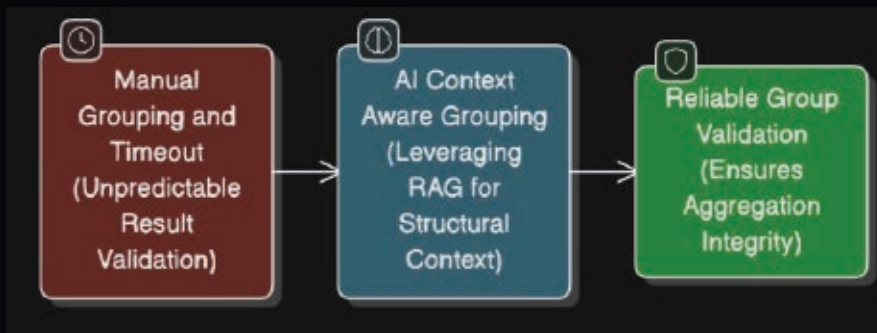 Manual
Grouping and
Timeout
(Unpredictable
Result
Validation)
AI Context
Aware Grouping
(Leveraging
RAG for
Structural
Context)
Reliable Group
Validation
(Ensures
Aggregation
Integrity)